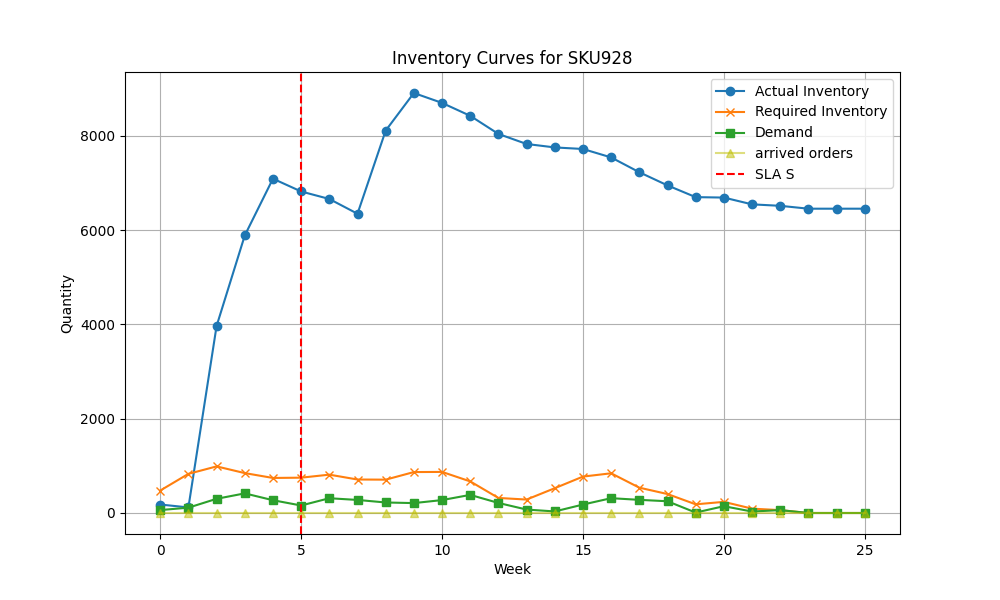 Inventory Curves for SKU928
Actual Inventory
Required Inventory
Demand
arrived orders
SLA S
Quantity
8000
6000
4000
2000
0
0 5 10 15 20 25
Week